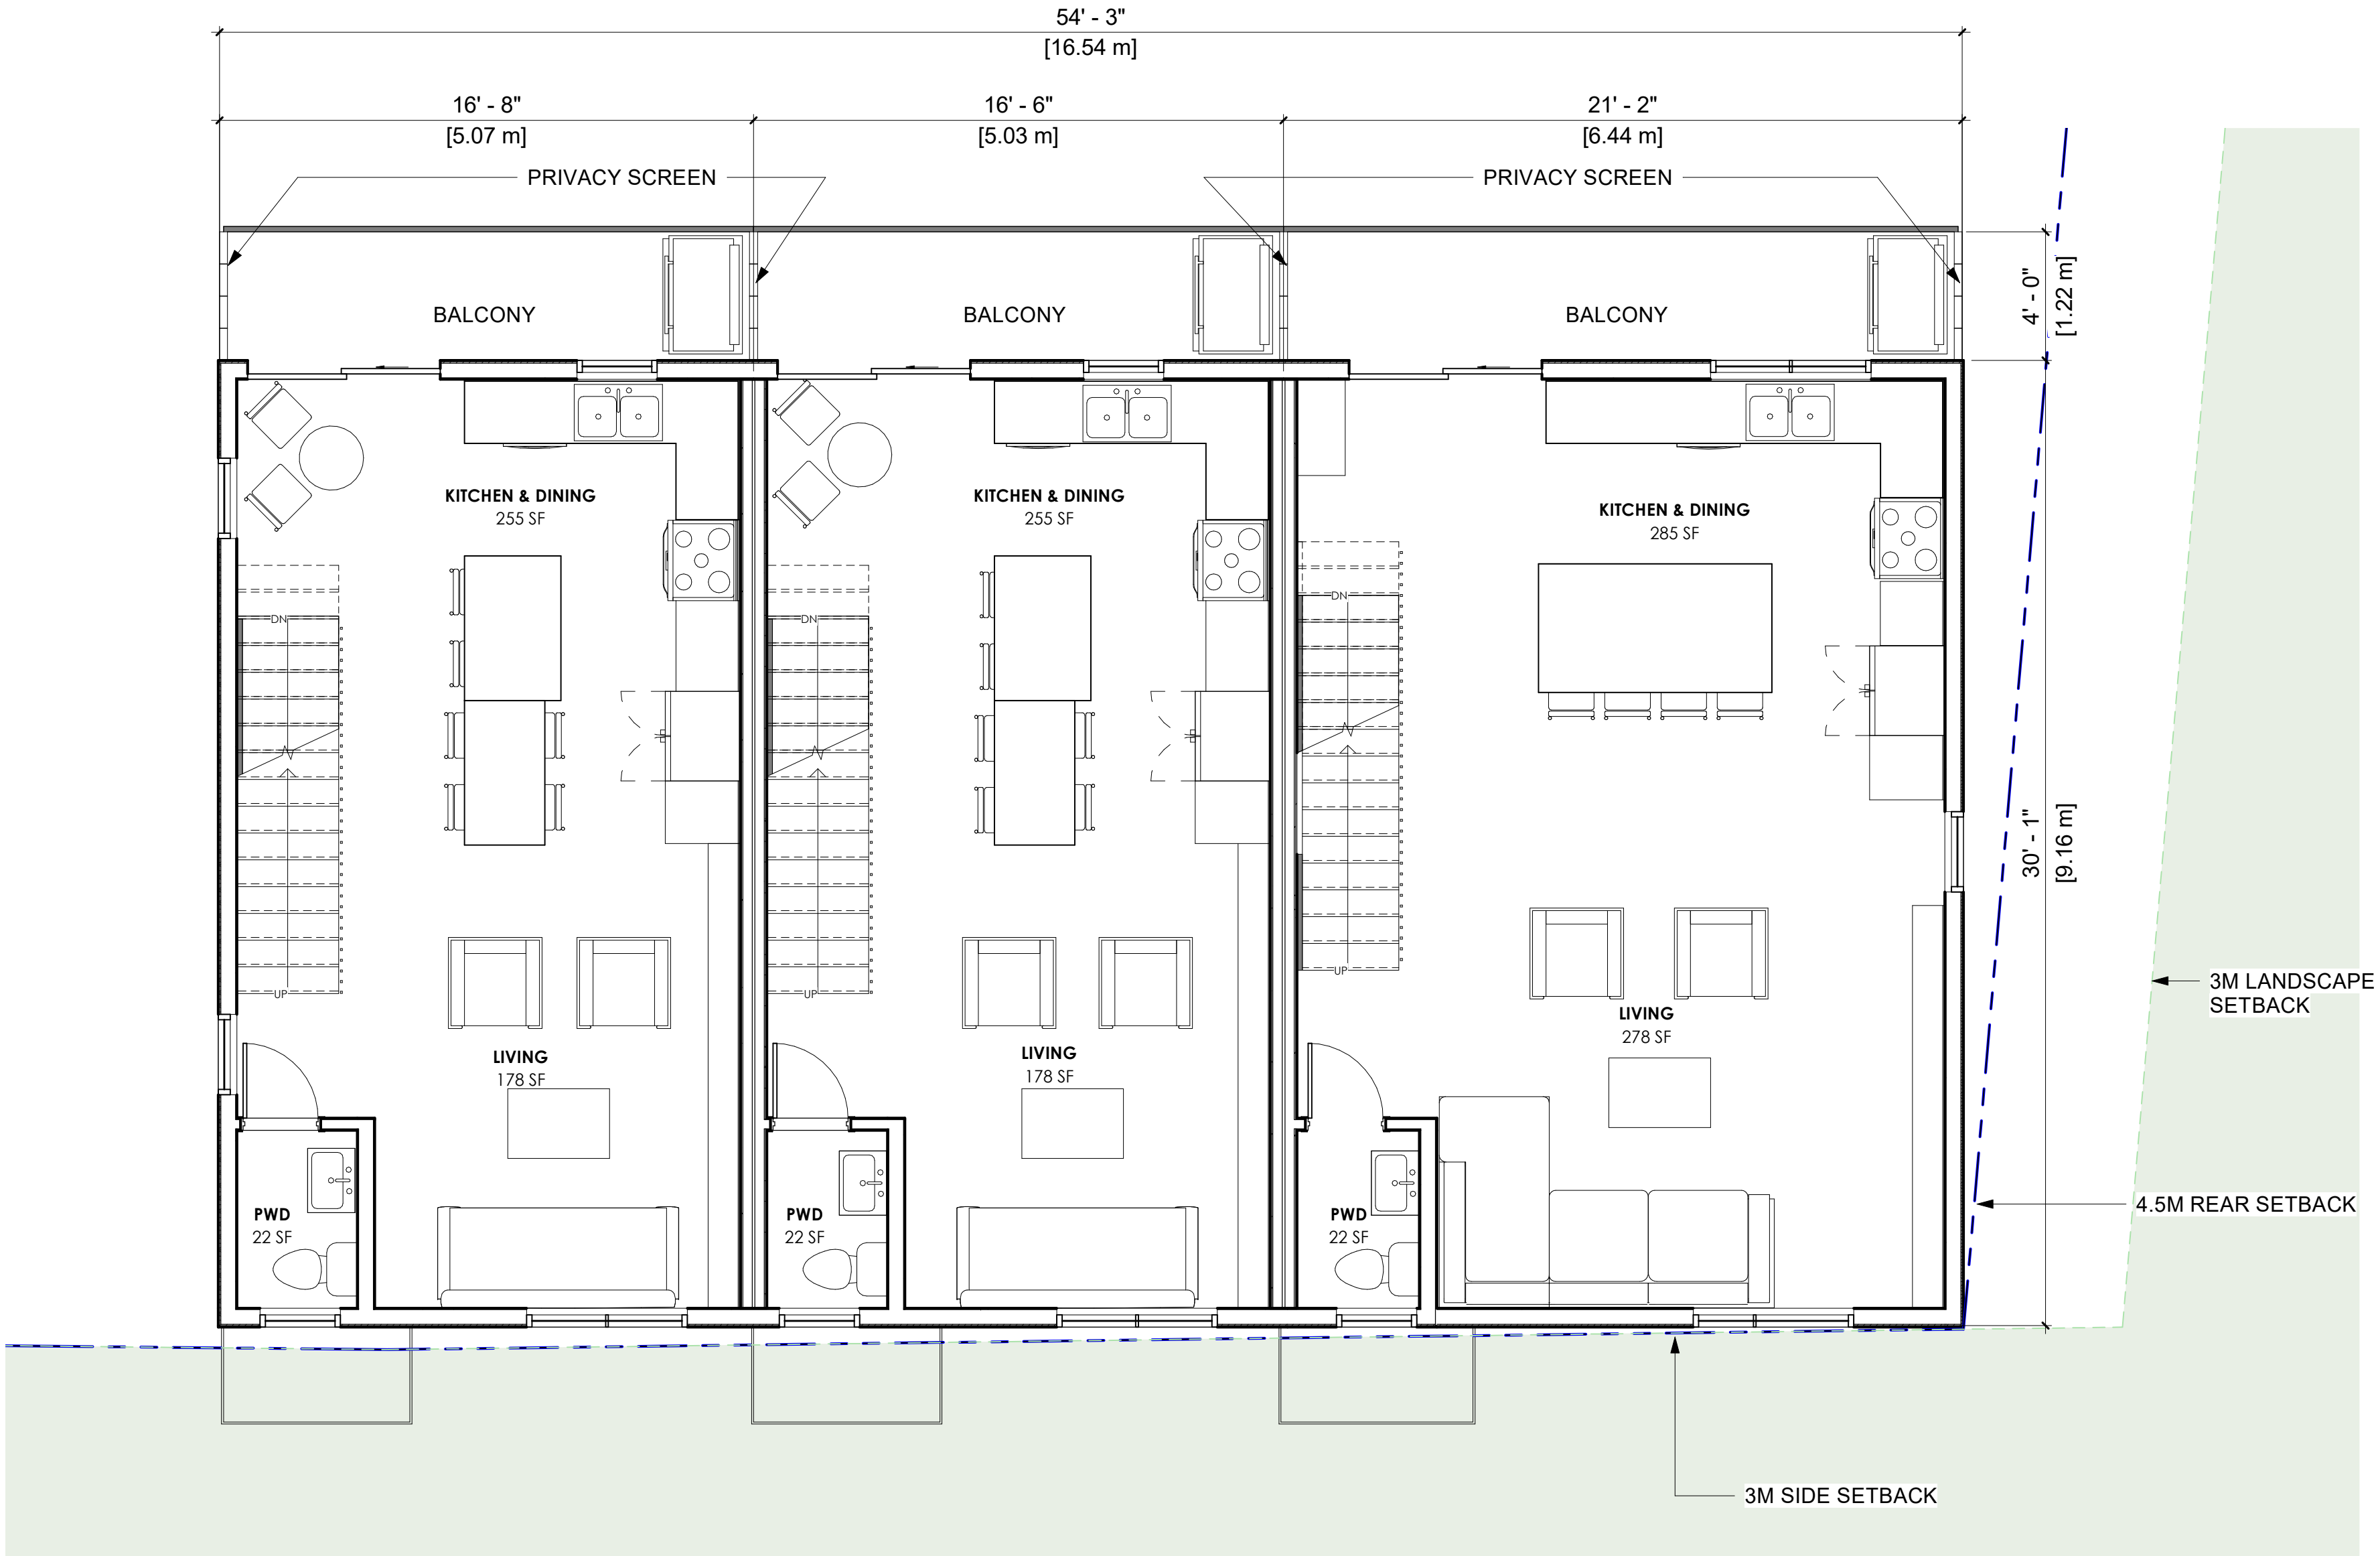 54' - 3"
[16.54 m]
16' - 8"
[5.07 m]
16' - 6"
[5.03 m]
21' - 2"
[6.44 m]
PRIVACY SCREEN
PRIVACY SCREEN
4' - 0"
[1.22 m]
BALCONY
BALCONY
BALCONY
KITCHEN & DINING
255 SF
KITCHEN & DINING
255 SF
KITCHEN & DINING
285 SF
DN
DN
DN
30' - 1"
[9.16 m]
UP
UP
UP
3M LANDSCAPE
SETBACK
LIVING
178 SF
LIVING
178 SF
LIVING
278 SF
PWD
22 SF
PWD
22 SF
PWD
22 SF
4.5M REAR SETBACK
3M SIDE SETBACK